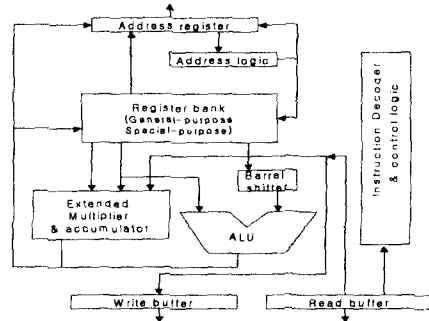 Address register
Address logic
Register bank
(General-purpose
Special-purpose)
Barrel
shifter
Extended
Multiplier
& accumulator
ALU
Instruction Decoder
& control logic
Write buffer
Read buffer